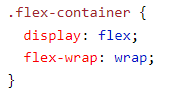 .flex-container {
  display: flex;
  flex-wrap: wrap;
}